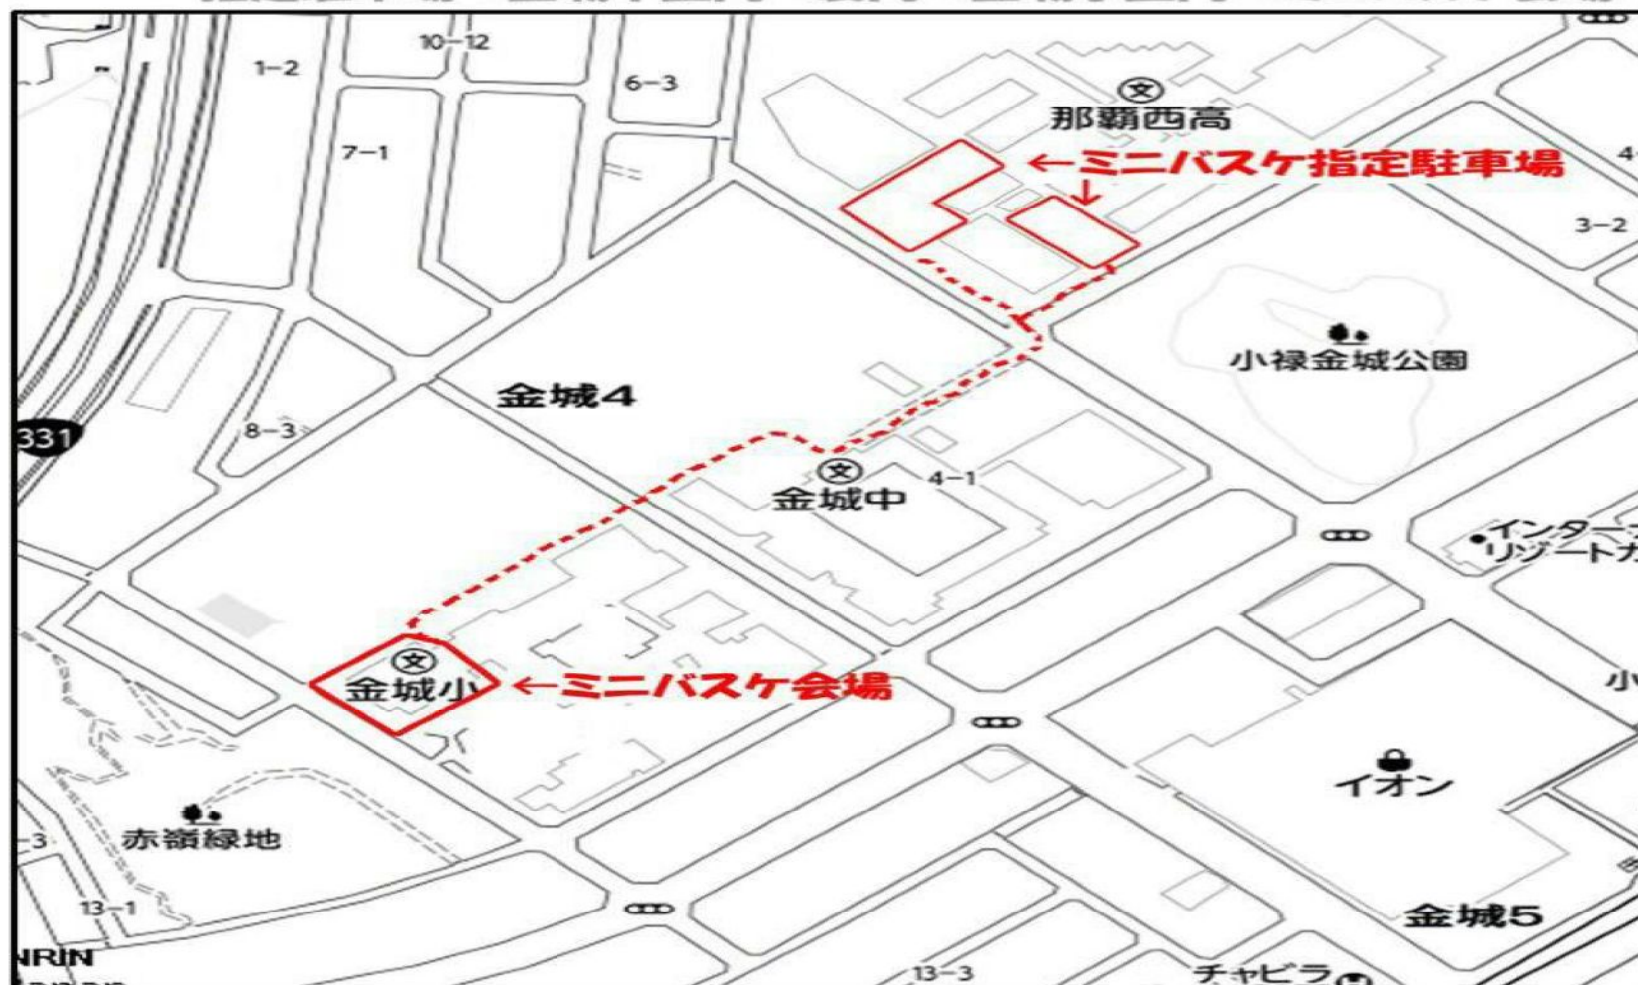 10-12
1-2
6-3
那覇西高
7-1
←ミニバスケ指定駐車場
↓
3-2
小禄金城公園
金城4
331
8-3
4-1
金城中
インター
リゾートカ
金城小
←ミニバスケ会場
小
イオン
赤嶺緑地
-3
13-1
金城5
NRIN
13-3
チャビラ